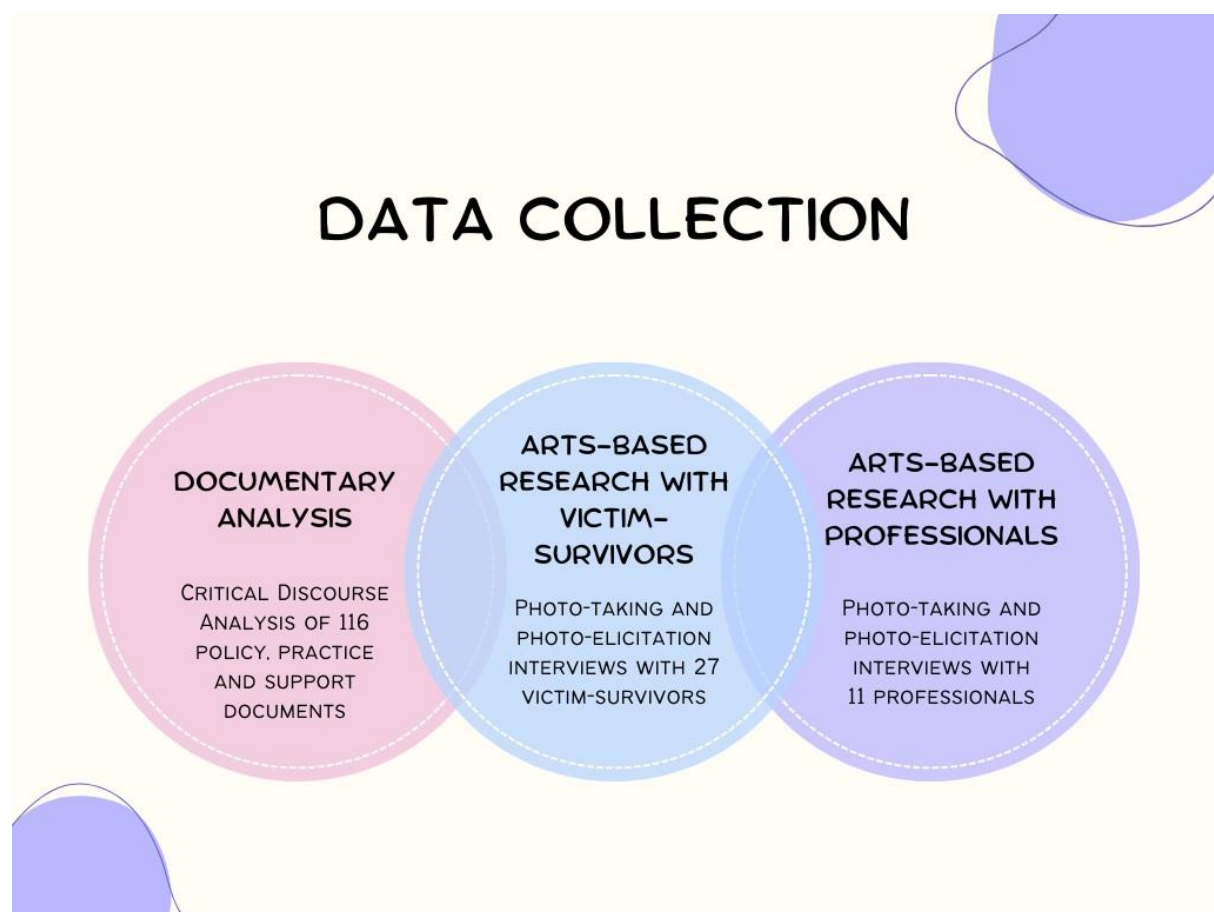 DATA COLLECTION
DOCUMENTARY
ANALYSIS
CRITICAL DISCOURSE
ANALYSIS OF 116
POLICY, PRACTICE
AND SUPPORT
DOCUMENTS
ARTS-BASED
RESEARCH WITH
VICTIM-
SURVIVORS
PHOTO-TAKING AND
PHOTO-ELICITATION
INTERVIEWS WITH 27
VICTIM-SURVIVORS
ARTS-BASED
RESEARCH WITH
PROFESSIONALS
PHOTO-TAKING AND
PHOTO-ELICITATION
INTERVIEWS WITH
11 PROFESSIONALS